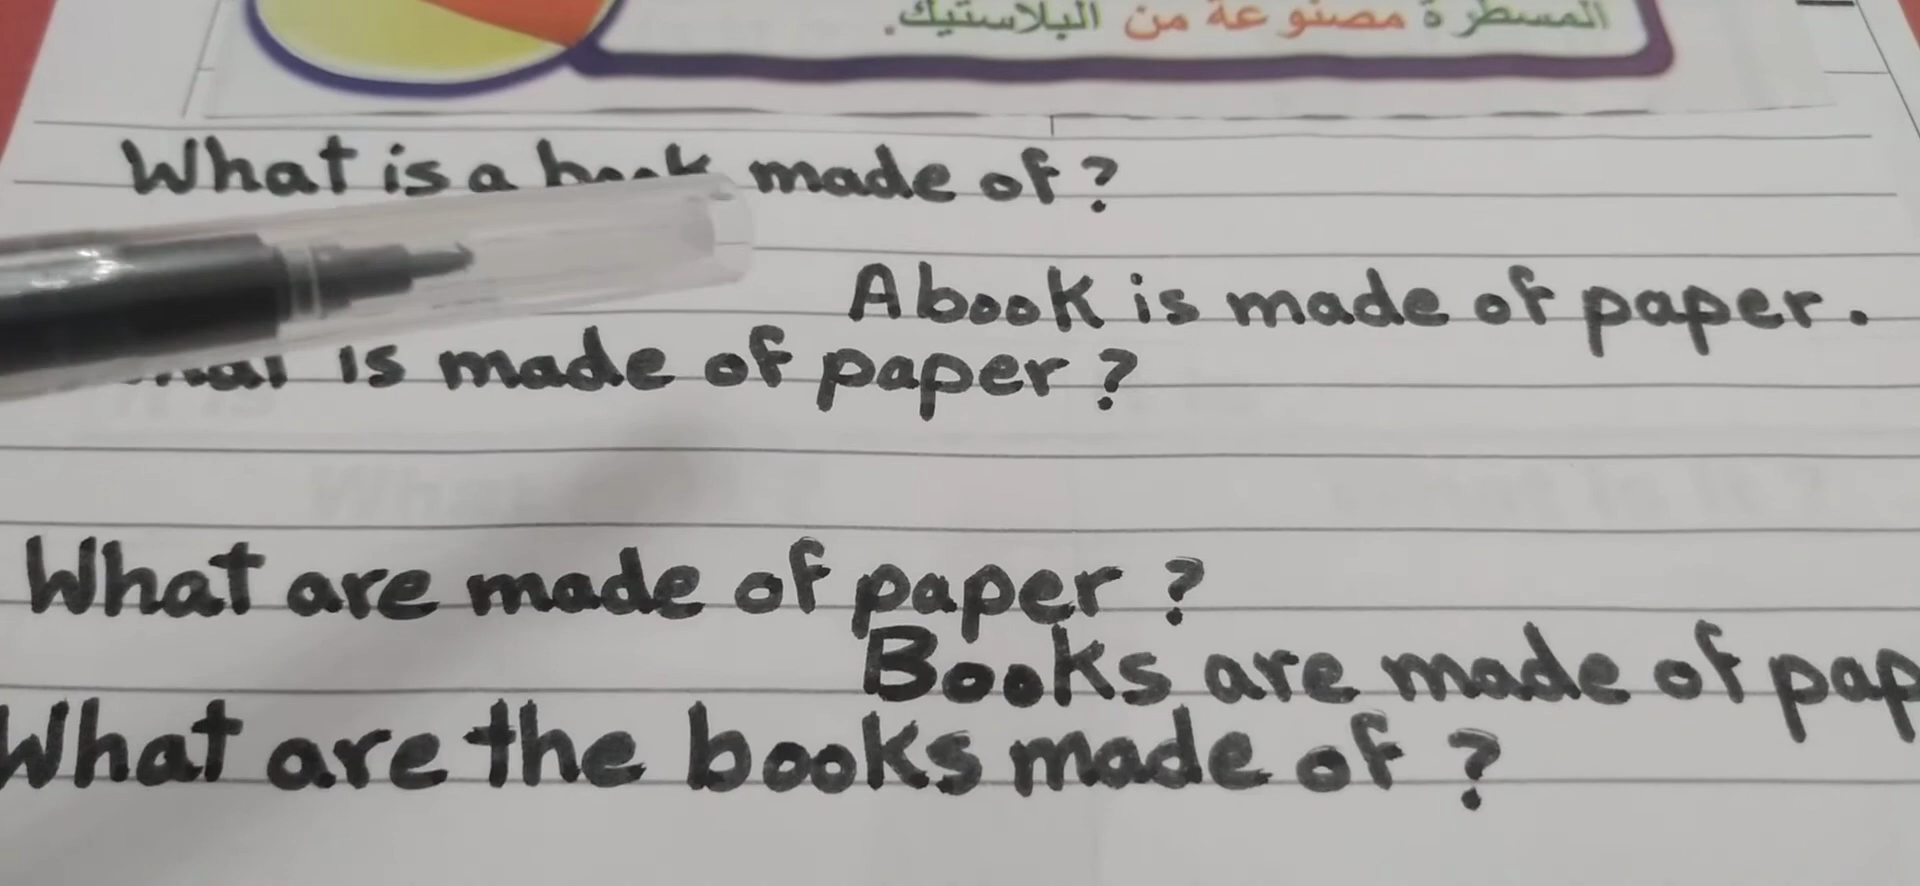 المسطرة مصنوعة من البلاستيك.
What is a book made of?
A book is made of paper.
is made of paper?
What are made of paper?
Books are made of pap
What are the books made of?